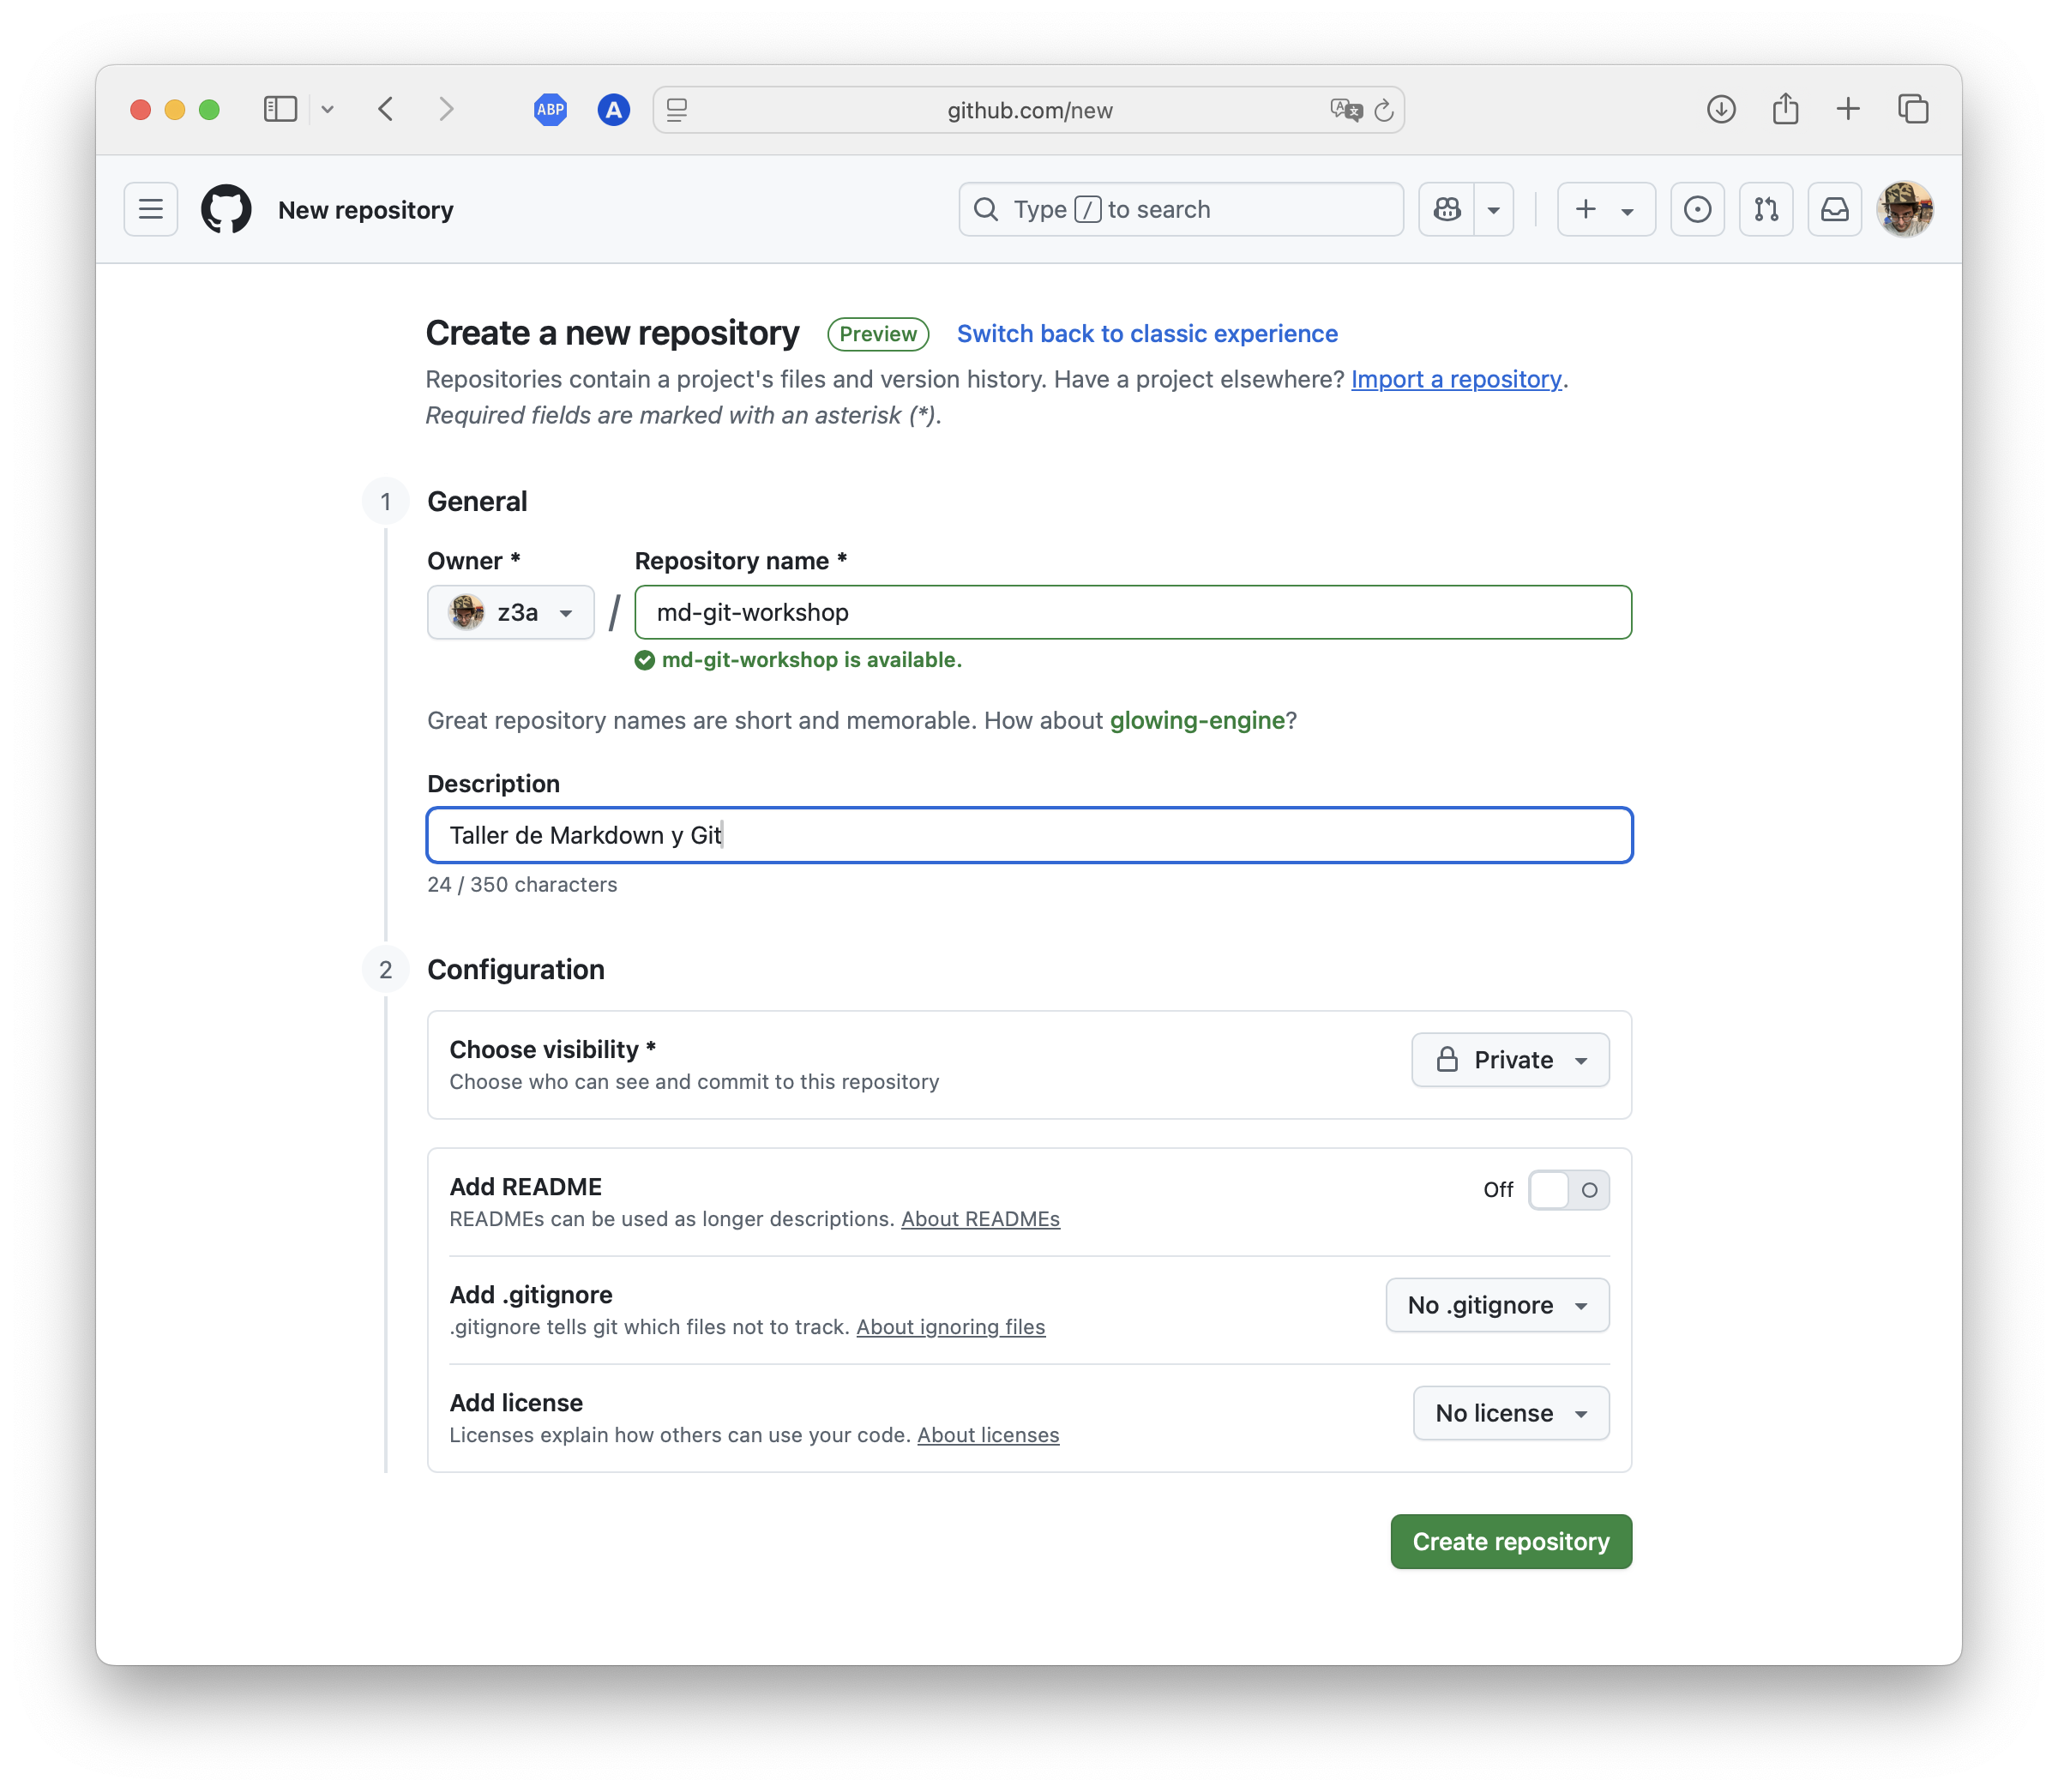 ABP
A
github.com/new
New repository
Type / to search
Create a new repository
Preview
Switch back to classic experience
Repositories contain a project's files and version history. Have a project elsewhere? Import a repository.
Required fields are marked with an asterisk (*).
1
General
Owner *
Repository name *
z3a
/
md-git-workshop
md-git-workshop is available.
Great repository names are short and memorable. How about glowing-engine?
Description
Taller de Markdown y Git
24 / 350 characters
2
Configuration
Choose visibility *
Choose who can see and commit to this repository
Private
Add README
READMEs can be used as longer descriptions. About READMEs
Off
Add .gitignore
.gitignore tells git which files not to track. About ignoring files
No .gitignore
Add license
Licenses explain how others can use your code. About licenses
No license
Create repository